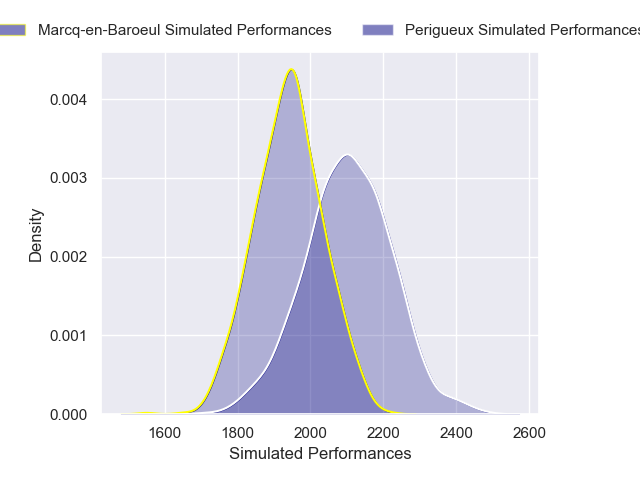 Marcq-en-Baroeul Simulated Performances Perigueux Simulated Performances
0.004
0.003
0.002
0.001
0.000
Density
1600 1800 2000 2200 2400 2600
Simulated Performances